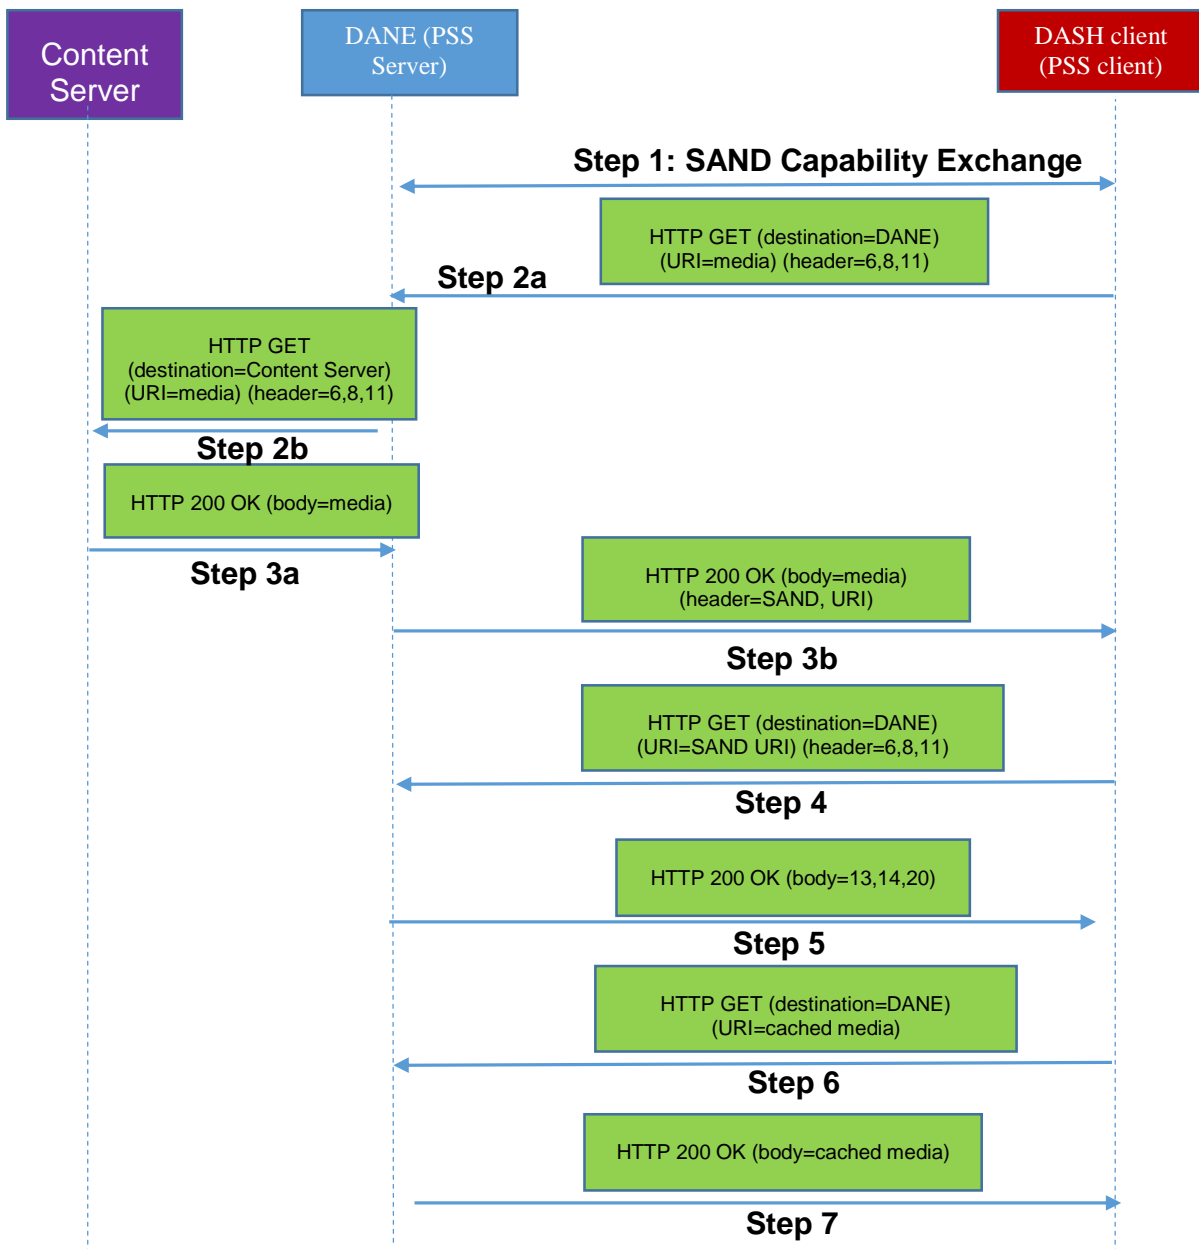 Content
Server
DANE (PSS
Server)
DASH client
(PSS client)
Step 1: SAND Capability Exchange
HTTP GET (destination=DANE)
(URI=media) (header=6,8,11)
Step 2a
HTTP GET
(destination=Content Server)
(URI=media) (header=6,8,11)
Step 2b
HTTP 200 OK (body=media)
Step 3a
HTTP 200 OK (body=media)
(header=SAND, URI)
Step 3b
HTTP GET (destination=DANE)
(URI=SAND URI) (header=6,8,11)
Step 4
HTTP 200 OK (body=13,14,20)
Step 5
HTTP GET (destination=DANE)
(URI=cached media)
Step 6
HTTP 200 OK (body=cached media)
Step 7